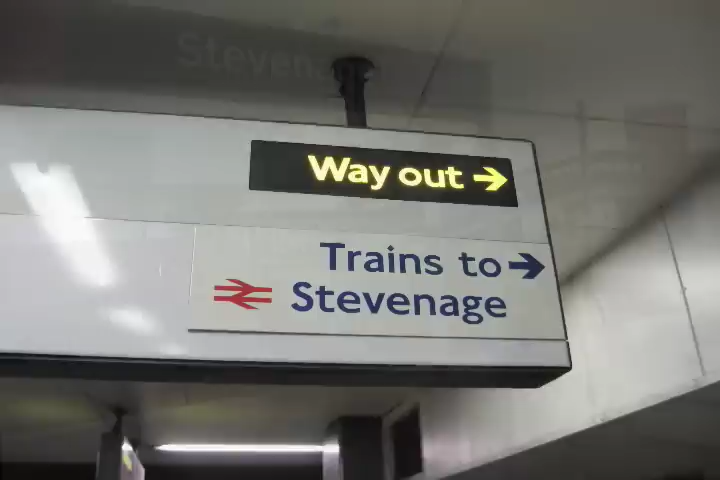 Way out →
Trains to →
Stevenage